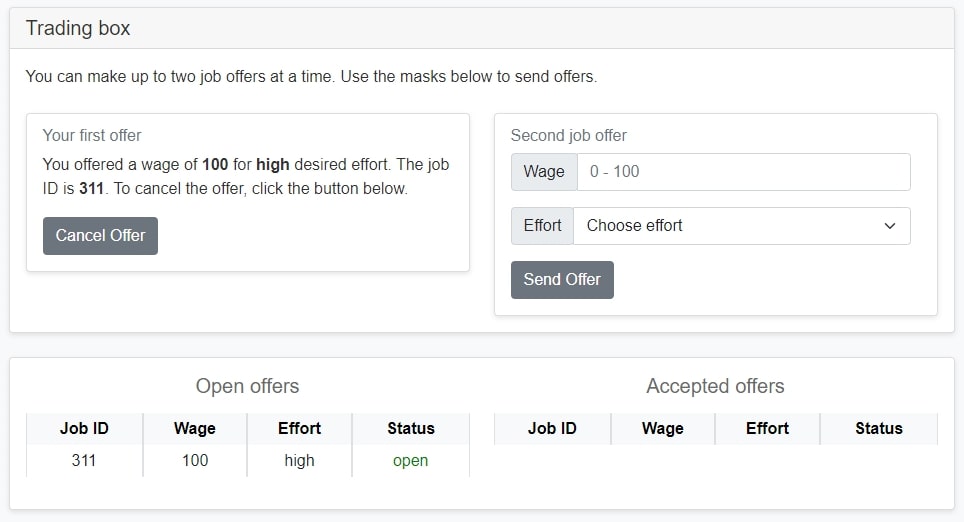 Trading box
You can make up to two job offers at a time. Use the masks below to send offers.
Your first offer
You offered a wage of 100 for high desired effort. The job
ID is 311. To cancel the offer, click the button below.
Cancel Offer
Second job offer
Wage 0 - 100
Effort Choose effort
Send Offer
Open offers
Job ID Wage Effort Status
311 100 high open
Accepted offers
Job ID Wage Effort Status